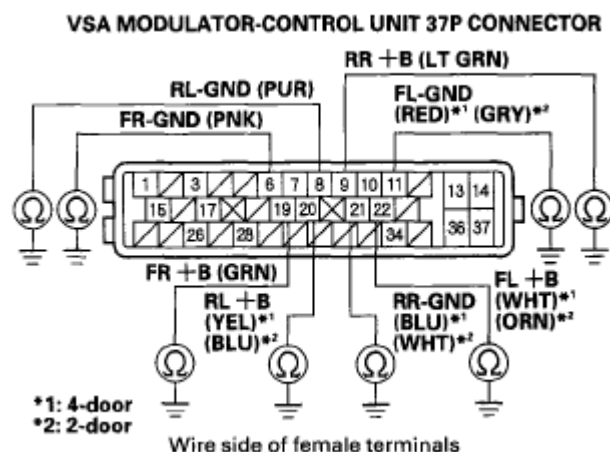 VSA MODULATOR-CONTROL UNIT 37P CONNECTOR
RR +B (LT GRN)
RL-GND (PUR)
FL-GND
(RED)*1 (GRY)*2
FR-GND (PNK)
1 3 6 7 8 9 10 11 13 14
15 17 19 20 21 22
26 28 34 36 37
Ω Ω Ω Ω
FR +B (GRN)
RL +B
(YEL)*1
(BLU)*2
RR-GND
(BLU)*1
(WHT)*2
FL +B
(WHT)*1
(ORN)*2
Ω Ω Ω Ω
*1: 4-door
*2: 2-door
Wire side of female terminals